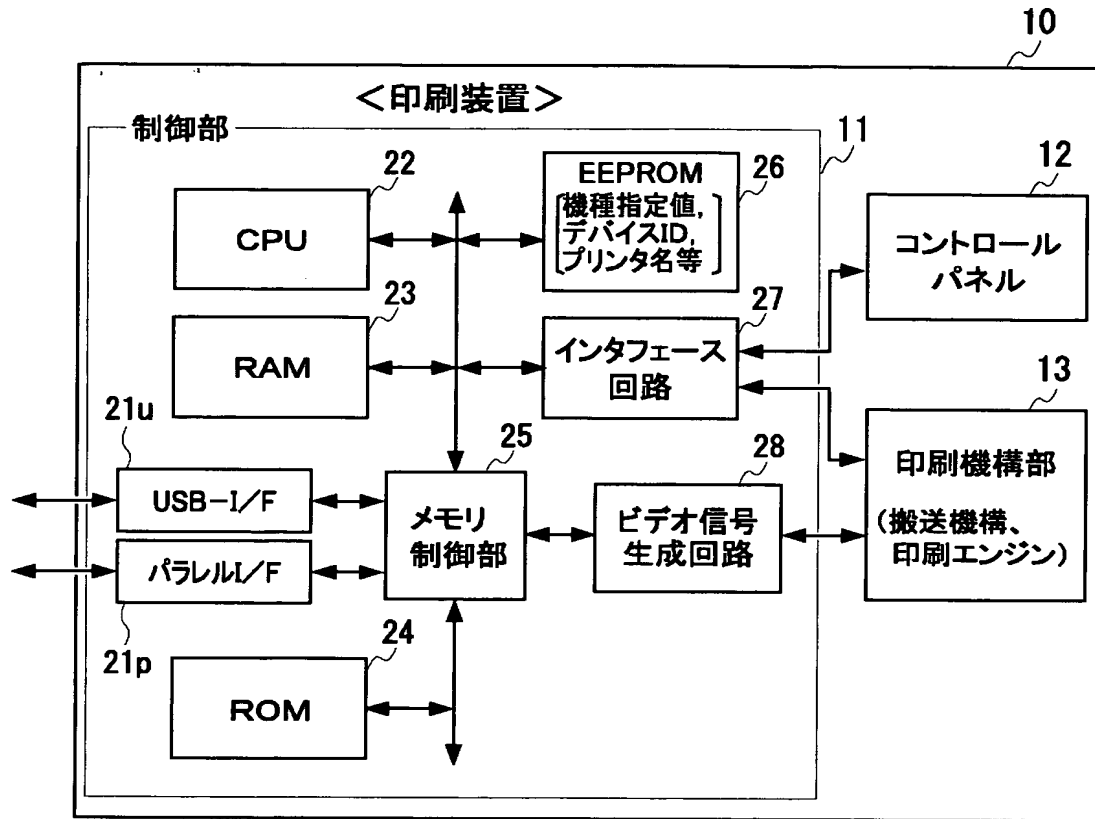 10
<印刷装置>
制御部
11
22
CPU
EEPROM
機種指定値,
デバイスID,
プリンタ名等
26
12
コントロール
パネル
23
RAM
27
インタフェース
回路
13
印刷機構部
(搬送機構、
印刷エンジン)
21u
USB-I/F
25
メモリ
制御部
28
ビデオ信号
生成回路
パラレルI/F
21p
24
ROM